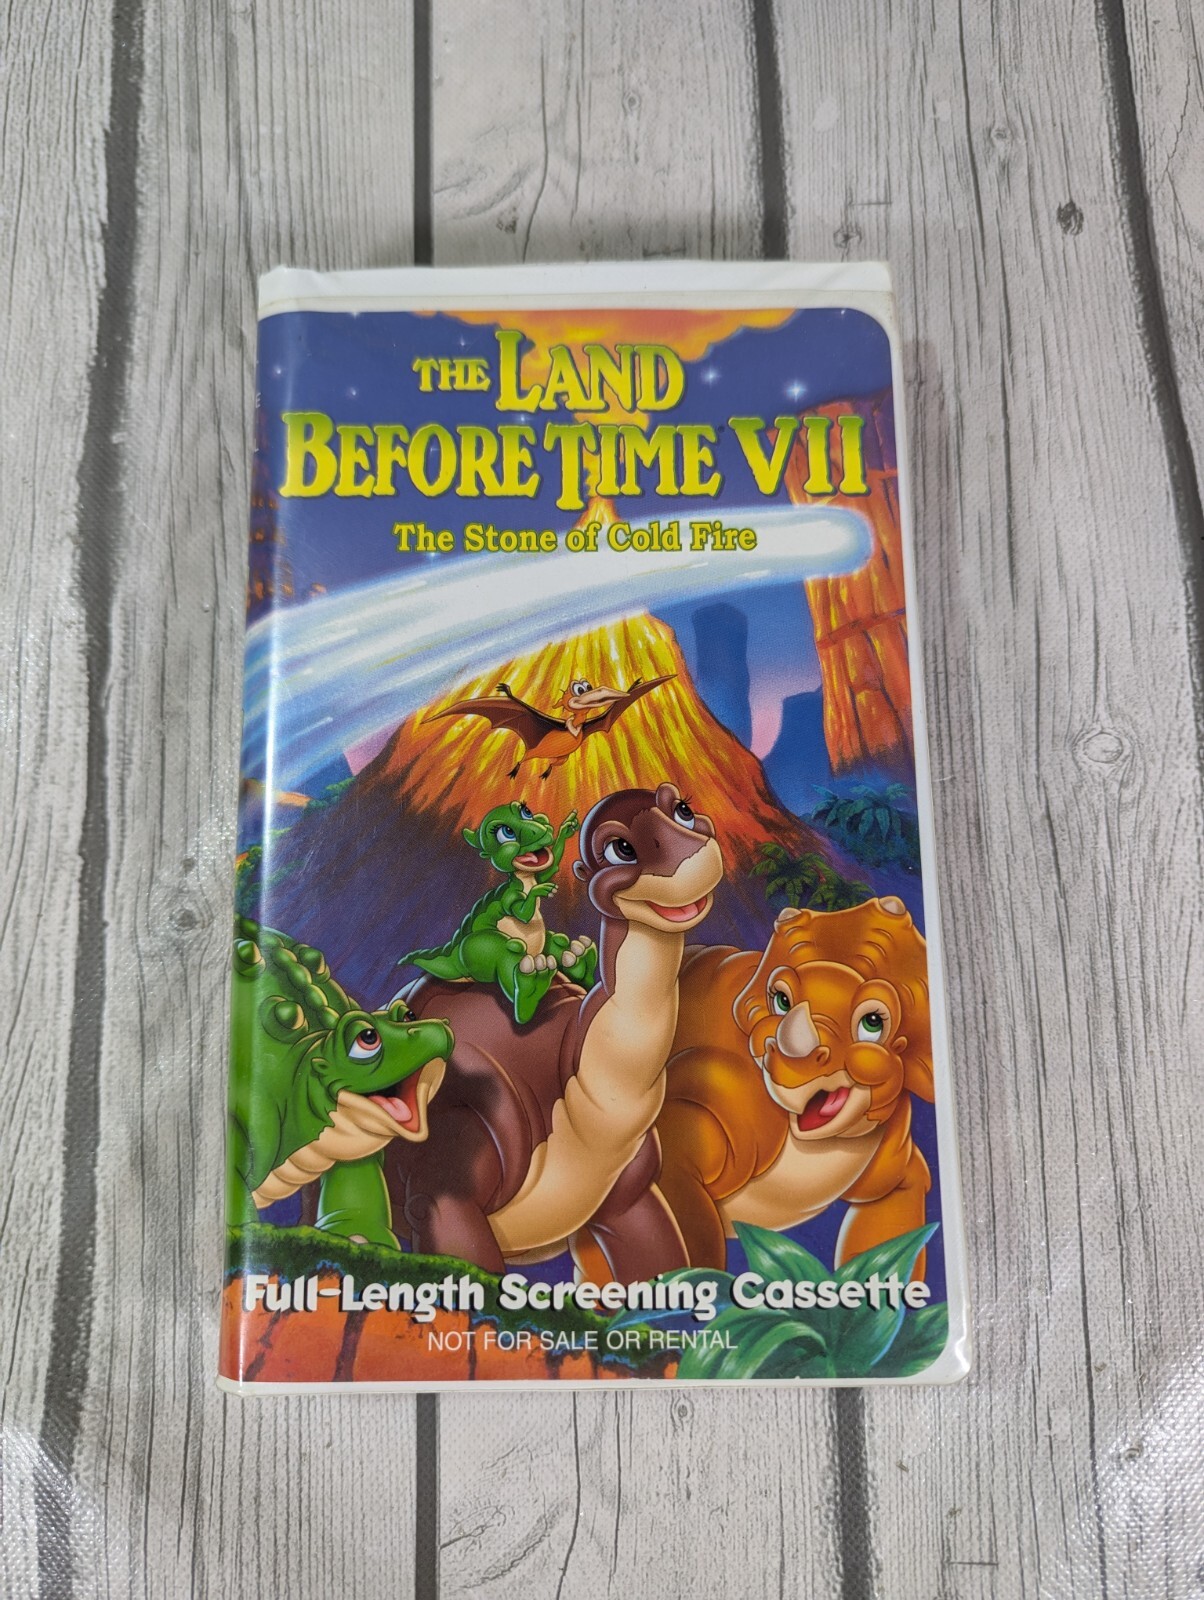 THE LAND
BEFORE TIME VII
The Stone of Cold Fire
Full-Length Screening Cassette
NOT FOR SALE OR RENTAL